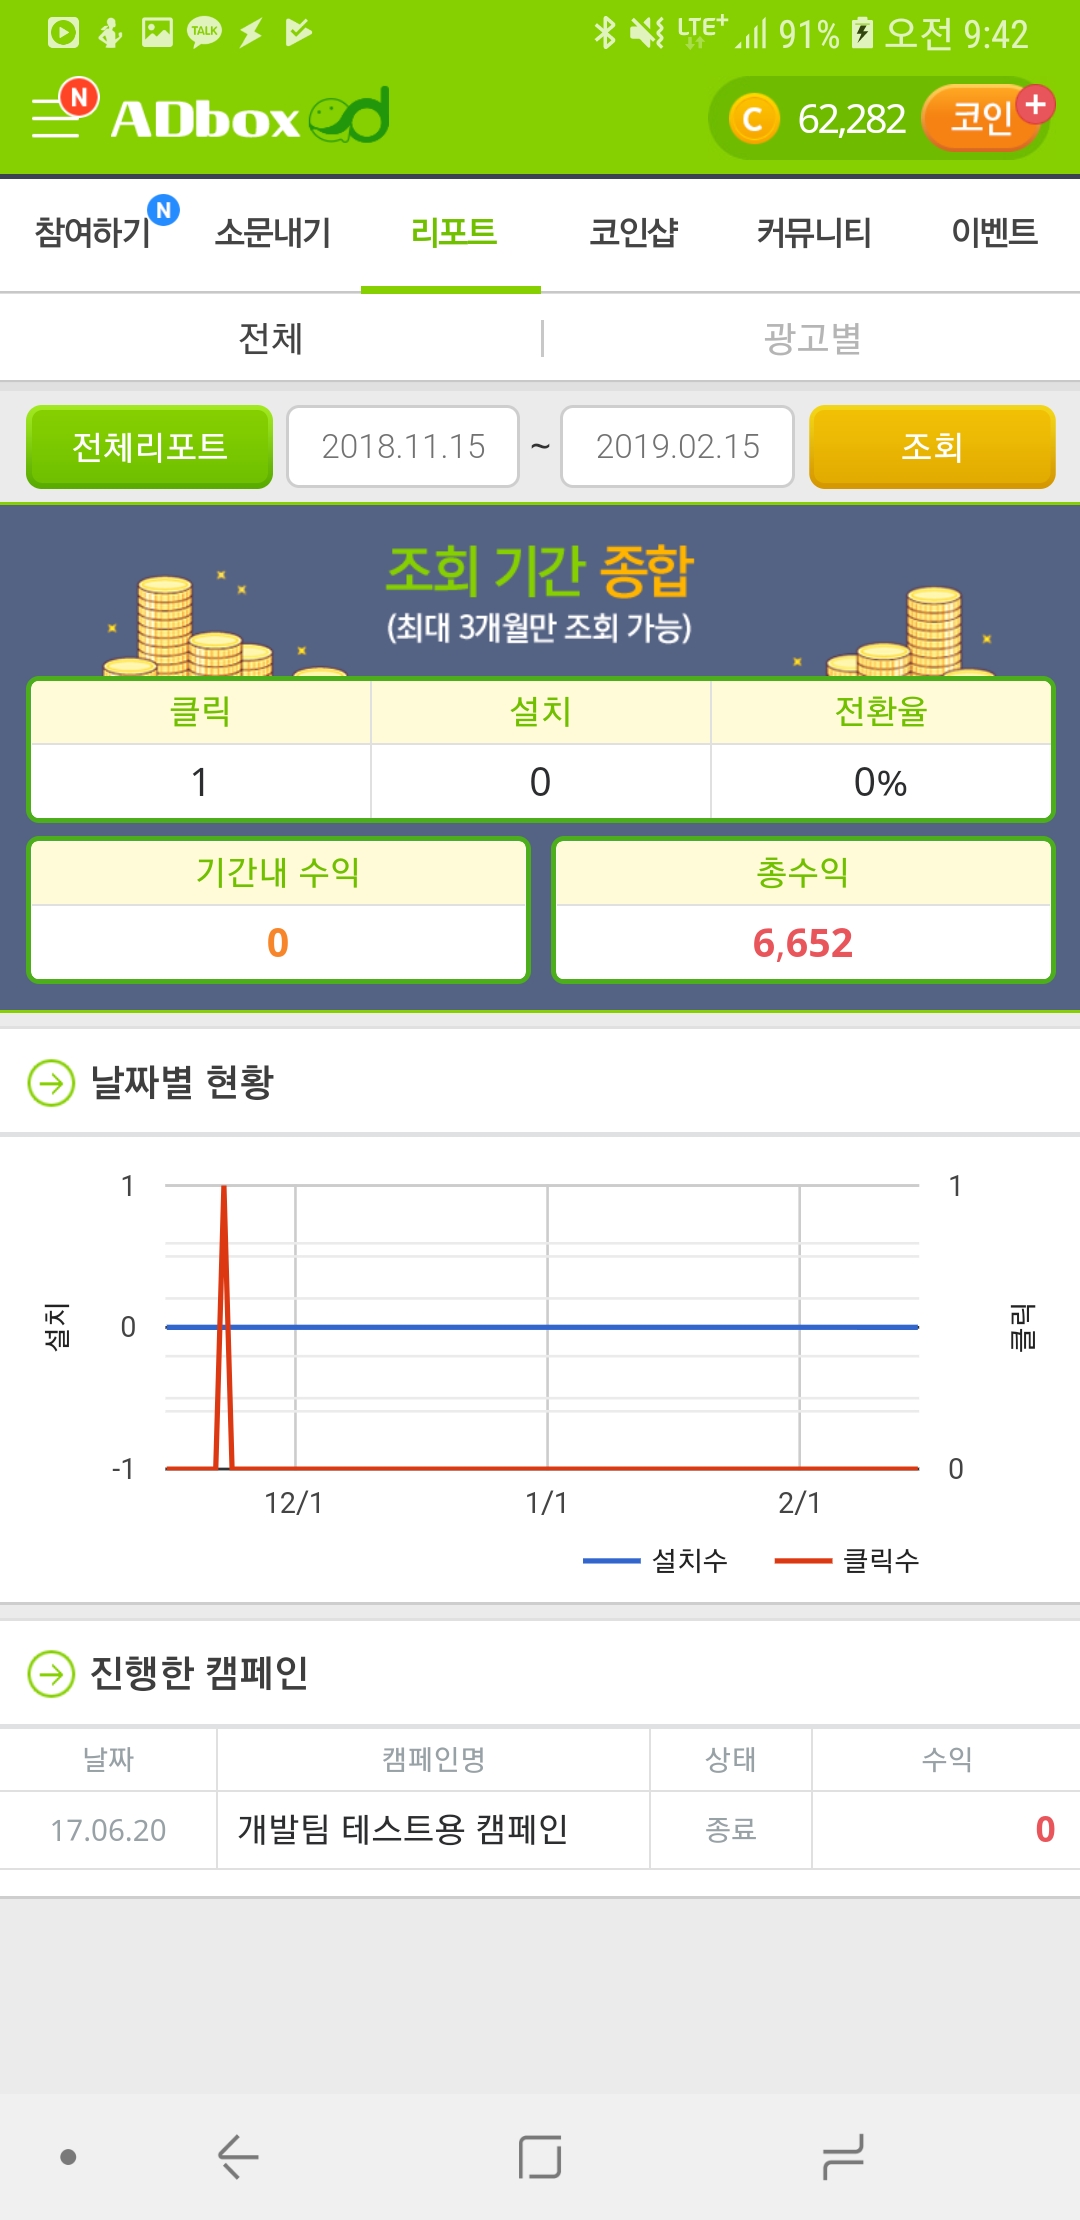 TALK LTE+ 91% 오전 9:42
N ADbox C 62,282 코인 +
참여하기 N 소문내기 리포트 코인샵 커뮤니티 이벤트
전체 광고별
전체리포트 2018.11.15 ~ 2019.02.15 조회
조회 기간 종합
(최대 3개월만 조회 가능)
클릭 설치 전환율
1 0 0%
기간내 수익 총수익
0 6,652
날짜별 현황
1 1
설치 0 클릭
-1 0
12/1 1/1 2/1
설치수 클릭수
진행한 캠페인
날짜 캠페인명 상태 수익
17.06.20 개발팀 테스트용 캠페인 종료 0